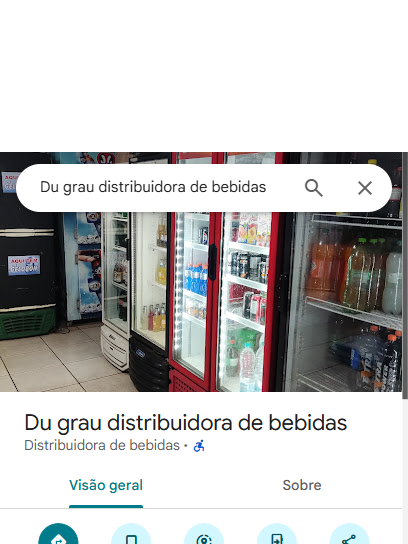 Du grau distribuidora de bebidas
Du grau distribuidora de bebidas
Distribuidora de bebidas ·
Visão geral
Sobre